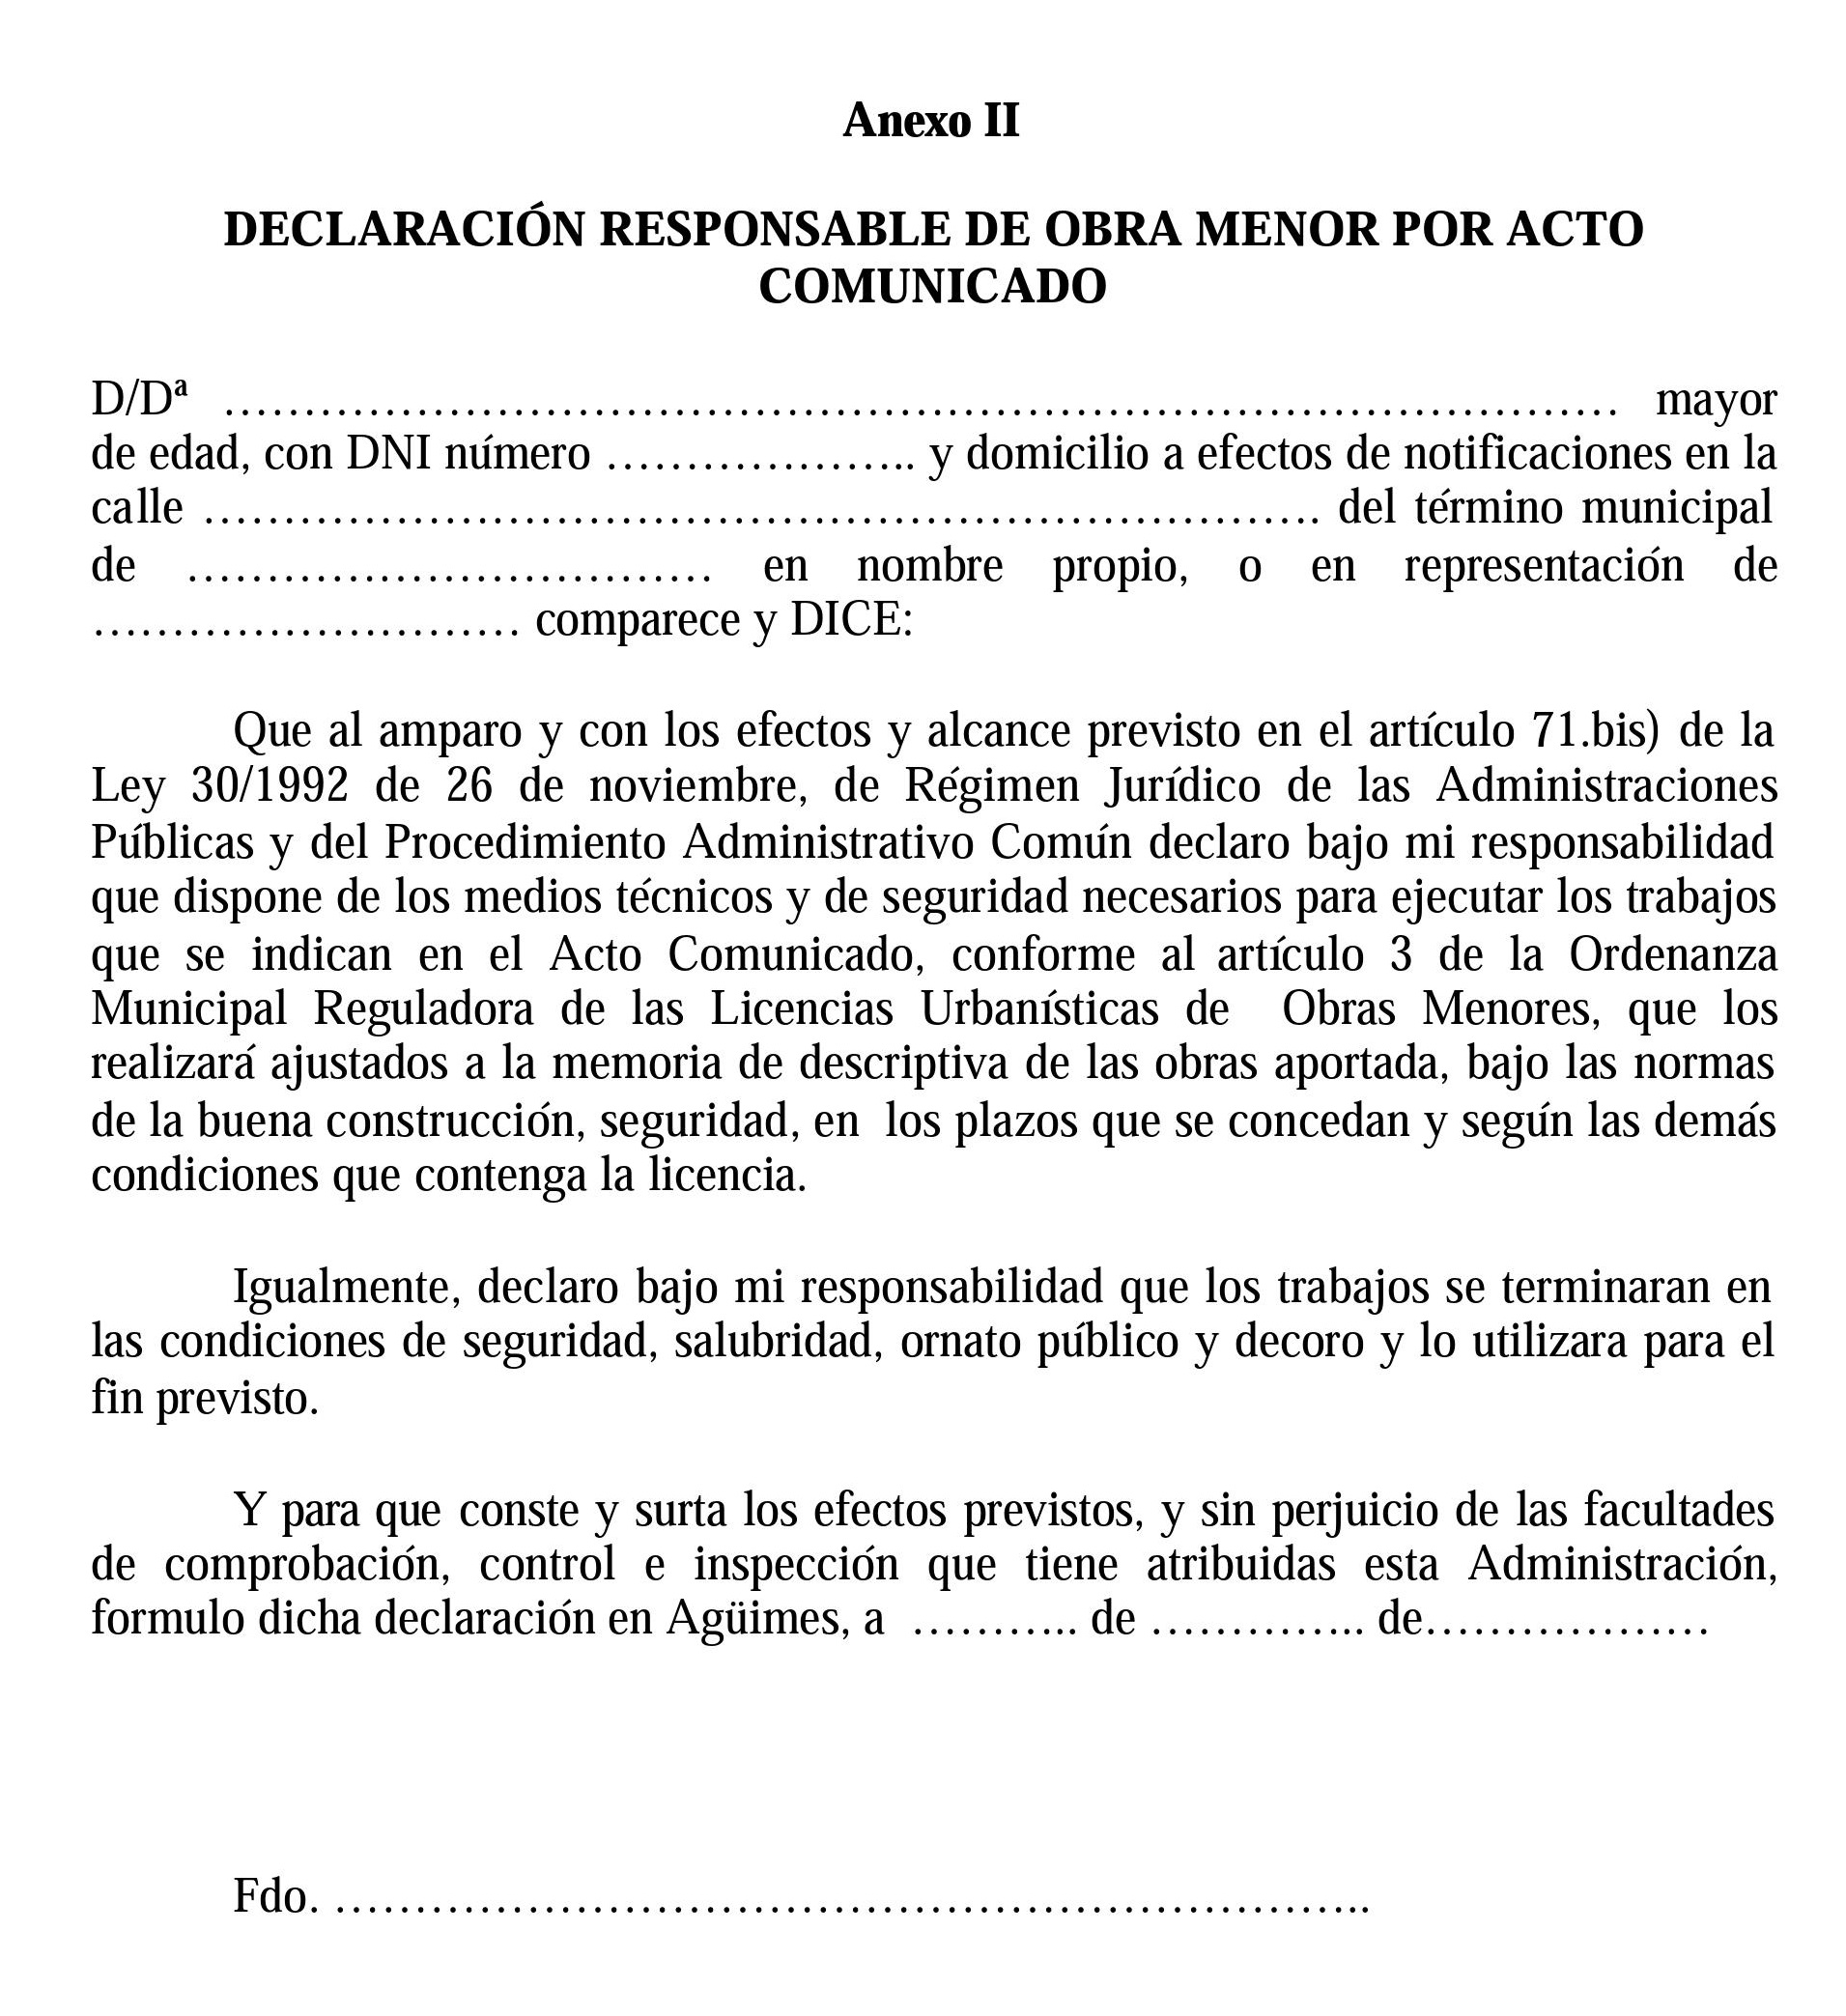 Anexo II
DECLARACIÓN RESPONSABLE DE OBRA MENOR POR ACTO
COMUNICADO
D/Dª …………………………………………………………………………… mayor
de edad, con DNI número ……………….. y domicilio a efectos de notificaciones en la
calle ……………………………………………………………. del término municipal
de …………………………… en nombre propio, o en representación de
……………………… comparece y DICE:
Que al amparo y con los efectos y alcance previsto en el artículo 71.bis) de la
Ley 30/1992 de 26 de noviembre, de Régimen Jurídico de las Administraciones
Públicas y del Procedimiento Administrativo Común declaro bajo mi responsabilidad
que dispone de los medios técnicos y de seguridad necesarios para ejecutar los trabajos
que se indican en el Acto Comunicado, conforme al artículo 3 de la Ordenanza
Municipal Reguladora de las Licencias Urbanísticas de Obras Menores, que los
realizará ajustados a la memoria de descriptiva de las obras aportada, bajo las normas
de la buena construcción, seguridad, en los plazos que se concedan y según las demás
condiciones que contenga la licencia.
Igualmente, declaro bajo mi responsabilidad que los trabajos se terminaran en
las condiciones de seguridad, salubridad, ornato público y decoro y lo utilizara para el
fin previsto.
Y para que conste y surta los efectos previstos, y sin perjuicio de las facultades
de comprobación, control e inspección que tiene atribuidas esta Administración,
formulo dicha declaración en Agüimes, a ……….. de ………….. de………………
Fdo. ………………………………………………………..